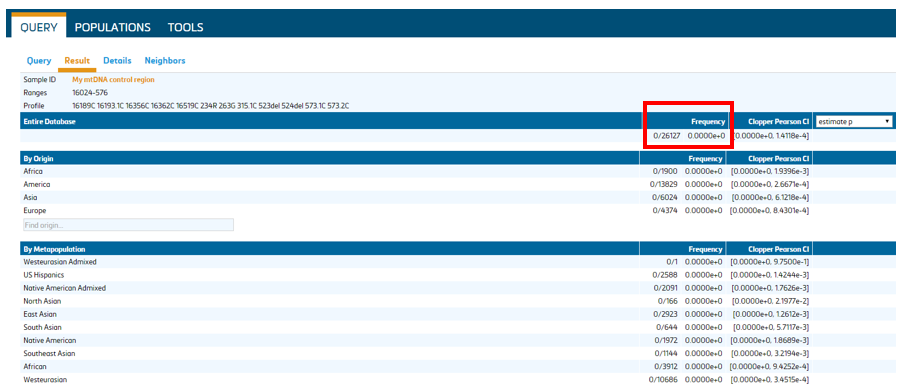 QUERY POPULATIONS TOOLS
Query Result Details Neighbors
Sample ID My mtDNA control region
Ranges 16024-576
Profile 16189C 16193.1C 16356C 16362C 16519C 234R 263G 315.1C 523del 524del 573.1C 573.2C
Entire Database Frequency Clopper Pearson CI estimate p
0/26127 0.0000e+0 [0.0000e+0, 1.4118e-4]
By Origin Frequency Clopper Pearson CI
Africa 0/1900 0.0000e+0 [0.0000e+0, 1.9396e-3]
America 0/13829 0.0000e+0 [0.0000e+0, 2.6671e-4]
Asia 0/6024 0.0000e+0 [0.0000e+0, 6.1218e-4]
Europe 0/4374 0.0000e+0 [0.0000e+0, 8.4301e-4]
Find origin...
By Metapopulation Frequency Clopper Pearson CI
Westeurasian Admixed 0/1 0.0000e+0 [0.0000e+0, 9.7500e-1]
US Hispanics 0/2588 0.0000e+0 [0.0000e+0, 1.4244e-3]
Native American Admixed 0/2091 0.0000e+0 [0.0000e+0, 1.7626e-3]
North Asian 0/166 0.0000e+0 [0.0000e+0, 2.1977e-2]
East Asian 0/2923 0.0000e+0 [0.0000e+0, 1.2612e-3]
South Asian 0/644 0.0000e+0 [0.0000e+0, 5.7117e-3]
Native American 0/1972 0.0000e+0 [0.0000e+0, 1.8689e-3]
Southeast Asian 0/1144 0.0000e+0 [0.0000e+0, 3.2194e-3]
African 0/3912 0.0000e+0 [0.0000e+0, 9.4252e-4]
Westeurasian 0/10686 0.0000e+0 [0.0000e+0, 3.4515e-4]